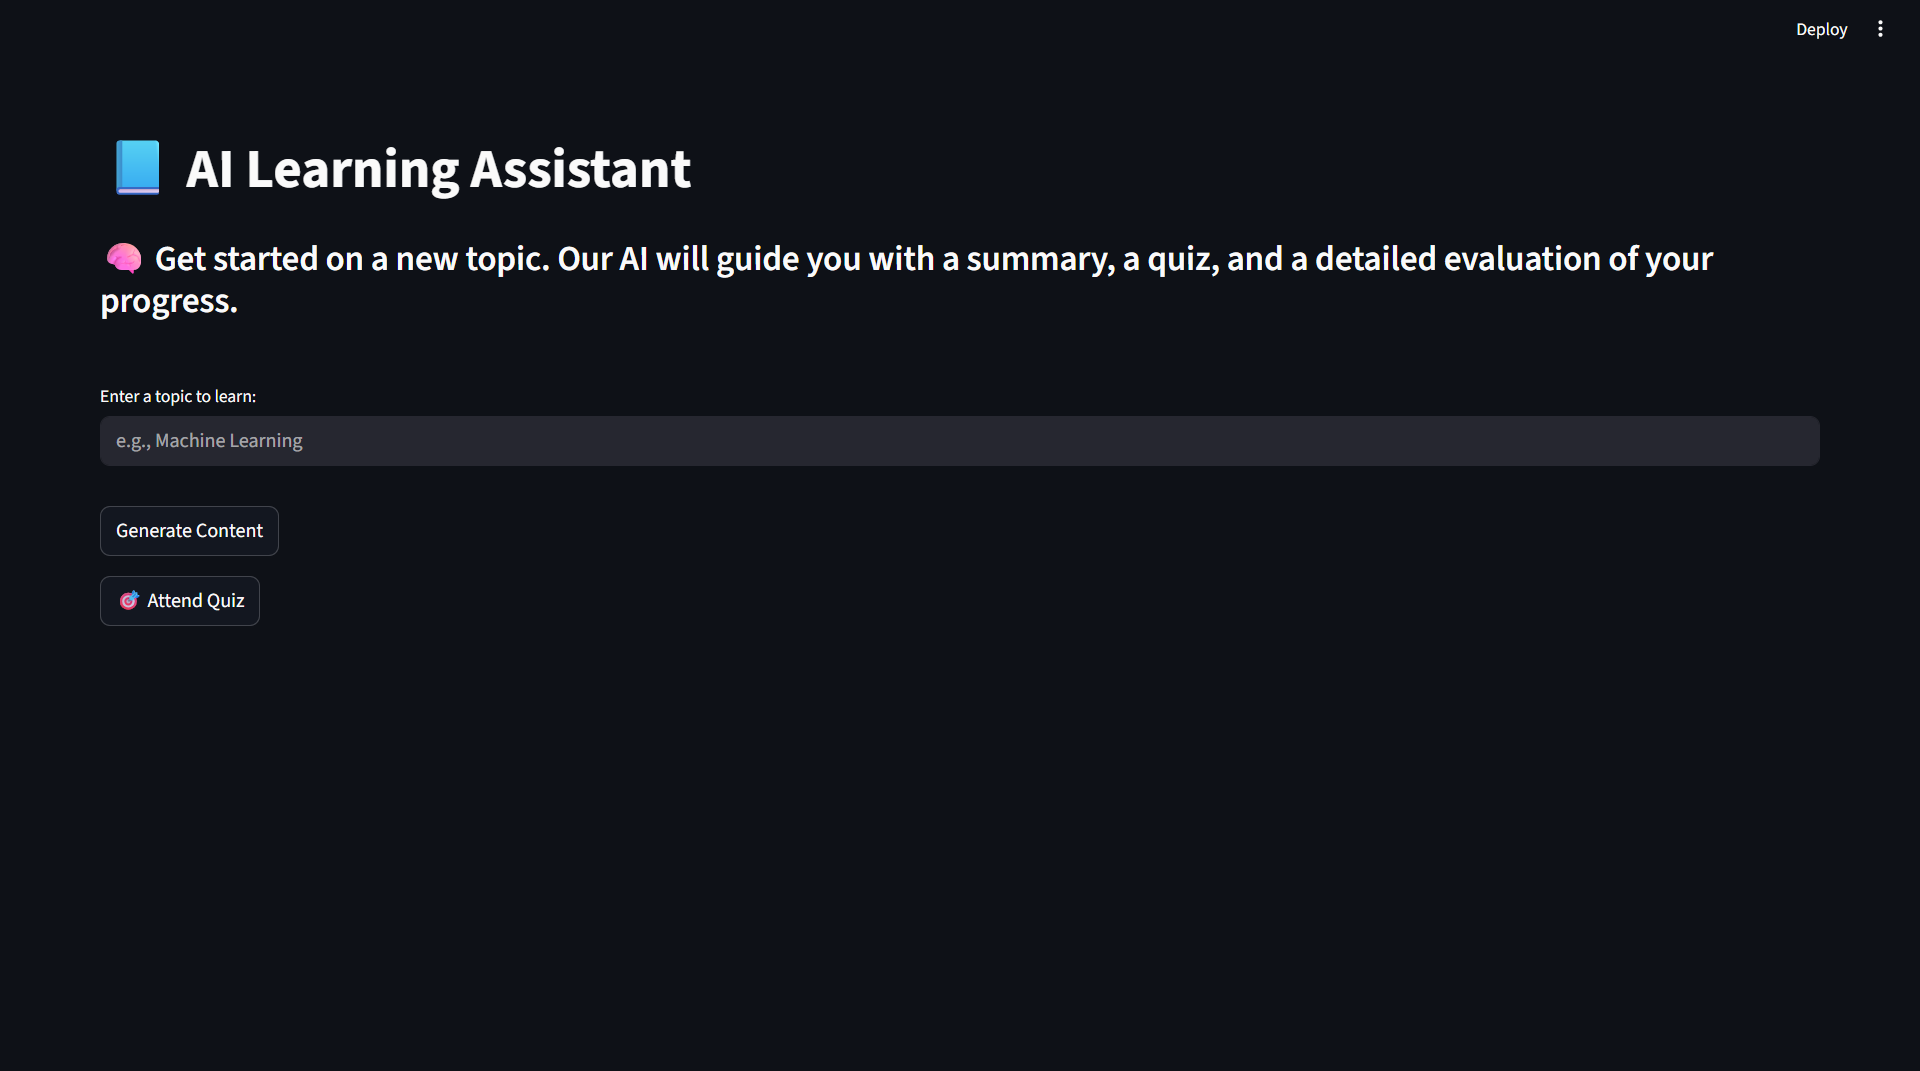 Deploy
AI Learning Assistant
Get started on a new topic. Our AI will guide you with a summary, a quiz, and a detailed evaluation of your
progress.
Enter a topic to learn:
e.g., Machine Learning
Generate Content
Attend Quiz